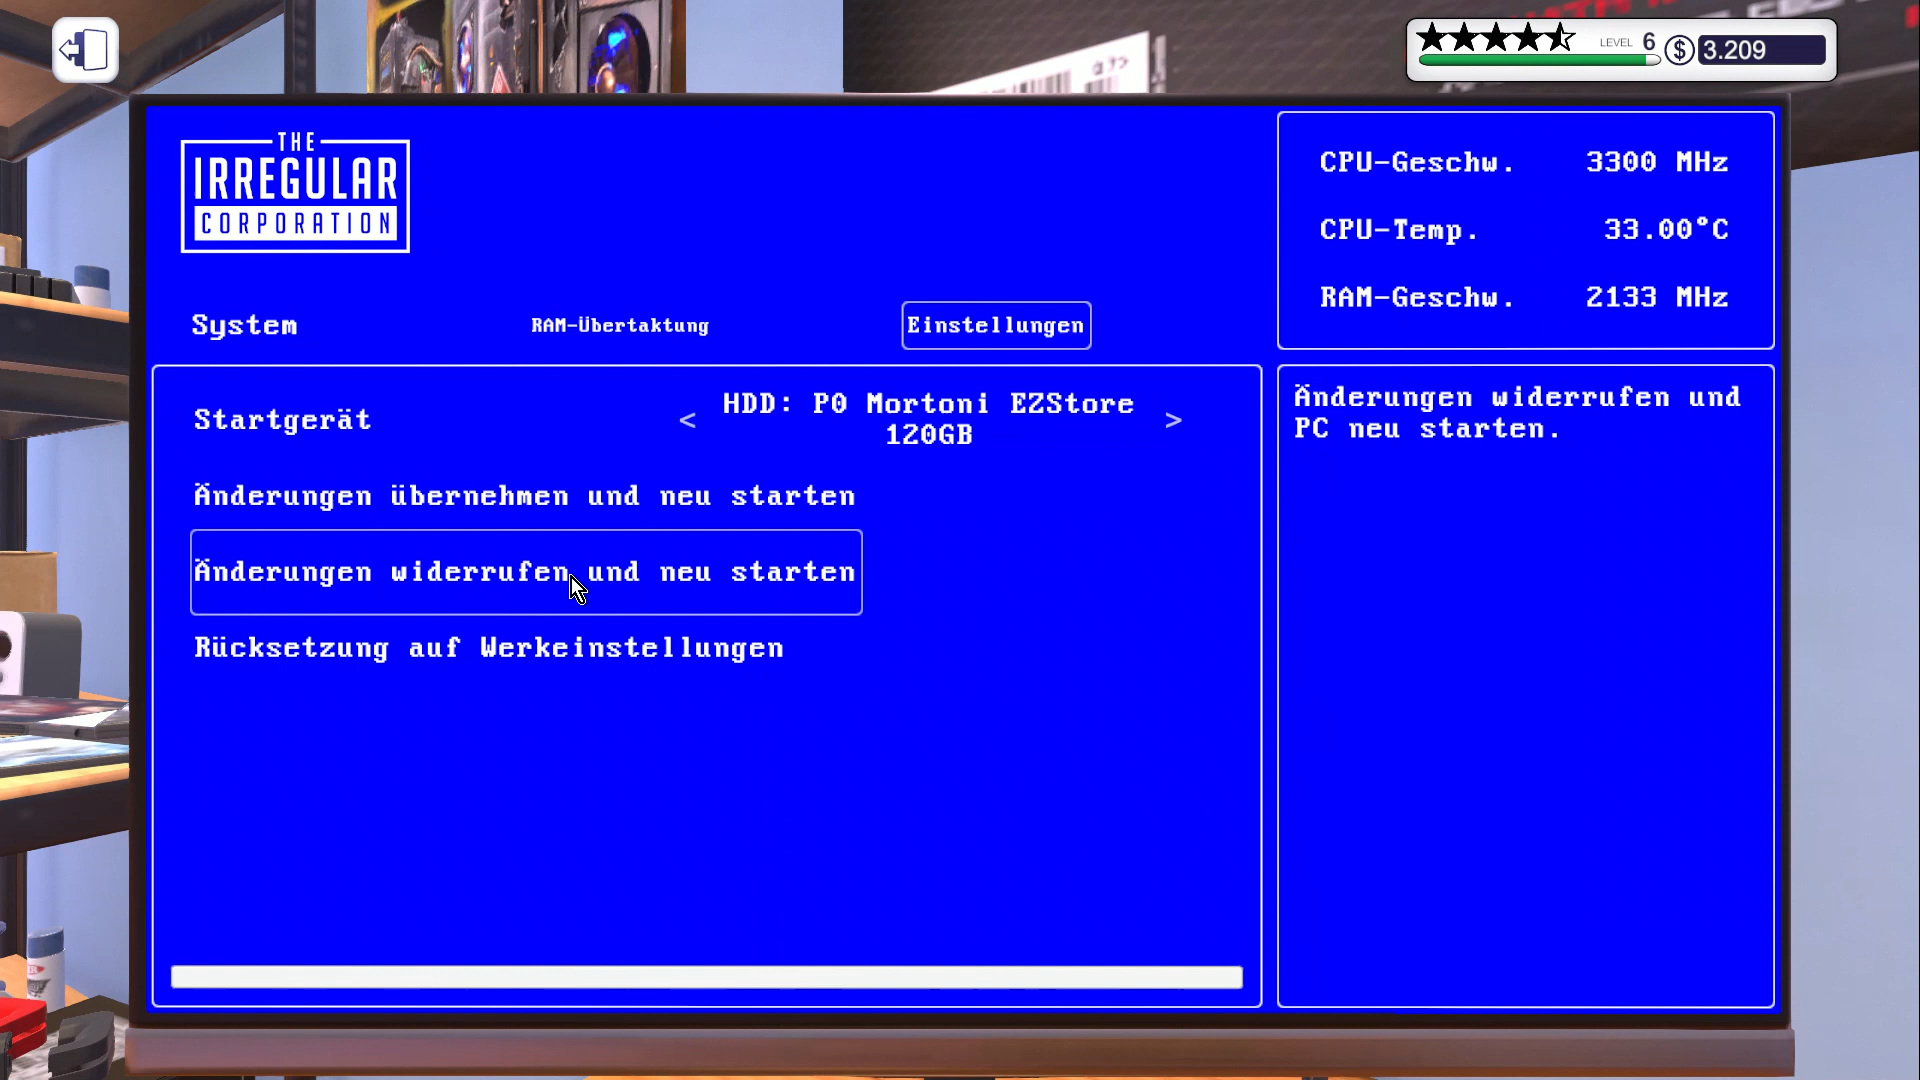 LEVEL 6 $ 3.209
THE
IRREGULAR
CORPORATION
CPU-Geschw. 3300 MHz
CPU-Temp. 33.00°C
RAM-Geschw. 2133 MHz
System RAM-Übertaktung Einstellungen
Startgerät < HDD: P0 Mortoni EZStore
120GB >
Änderungen übernehmen und neu starten
Änderungen widerrufen und neu starten
Rücksetzung auf Werkeinstellungen
Änderungen widerrufen und
PC neu starten.